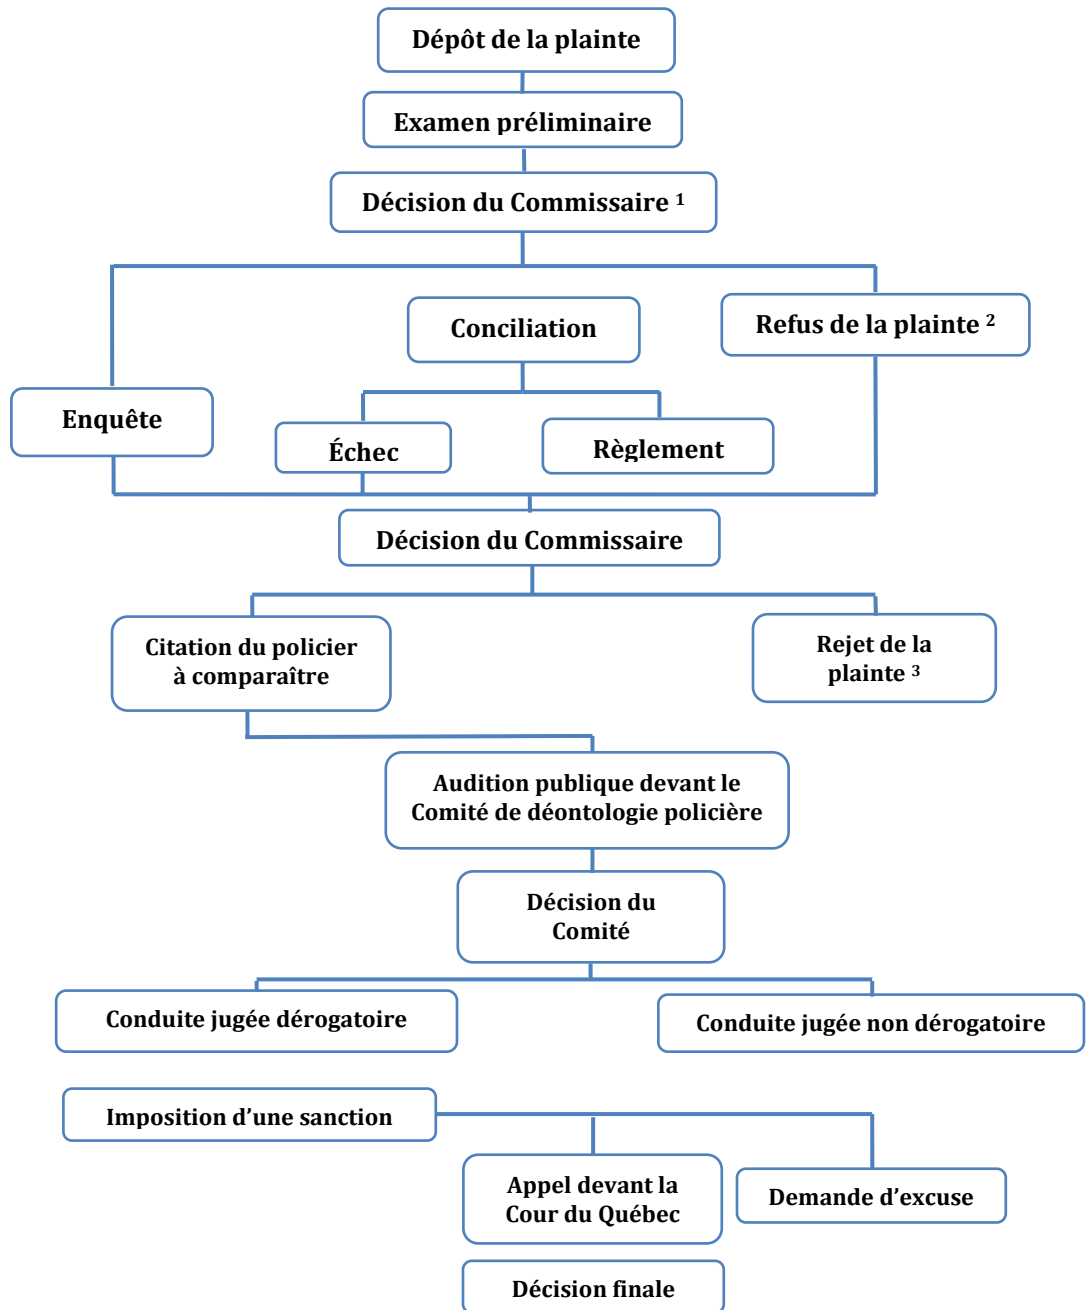 Dépôt de la plainte
Examen préliminaire
Décision du Commissaire ¹
Conciliation
Refus de la plainte ²
Enquête
Échec
Règlement
Décision du Commissaire
Citation du policier
à comparaître
Rejet de la
plainte ³
Audition publique devant le
Comité de déontologie policière
Décision du
Comité
Conduite jugée dérogatoire
Conduite jugée non dérogatoire
Imposition d’une sanction
Appel devant la
Cour du Québec
Demande d’excuse
Décision finale